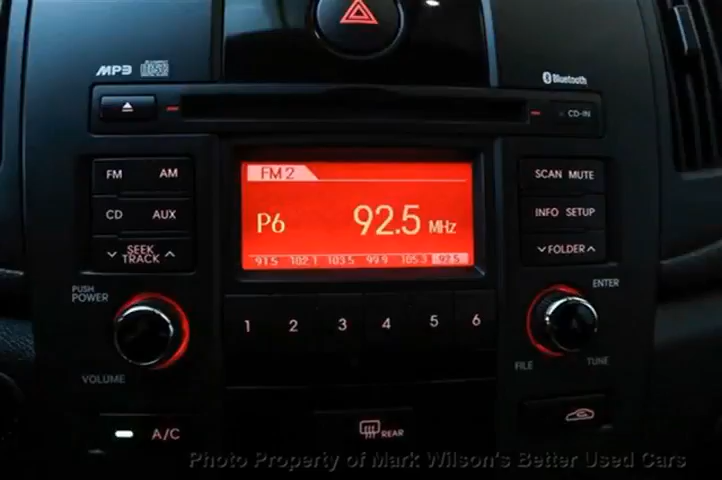 MP3
Bluetooth
CD-IN
FM AM
SCAN MUTE
FM 2
CD AUX
INFO SETUP
P6 92.5 MHz
SEEK
TRACK
FOLDER
91.5 102.1 103.5 99.9 105.3 92.5
PUSH
POWER
ENTER
1 2 3 4 5 6
VOLUME
FILE
TUNE
A/C
REAR
Photo Property of Mark Wilson's Better Used Cars